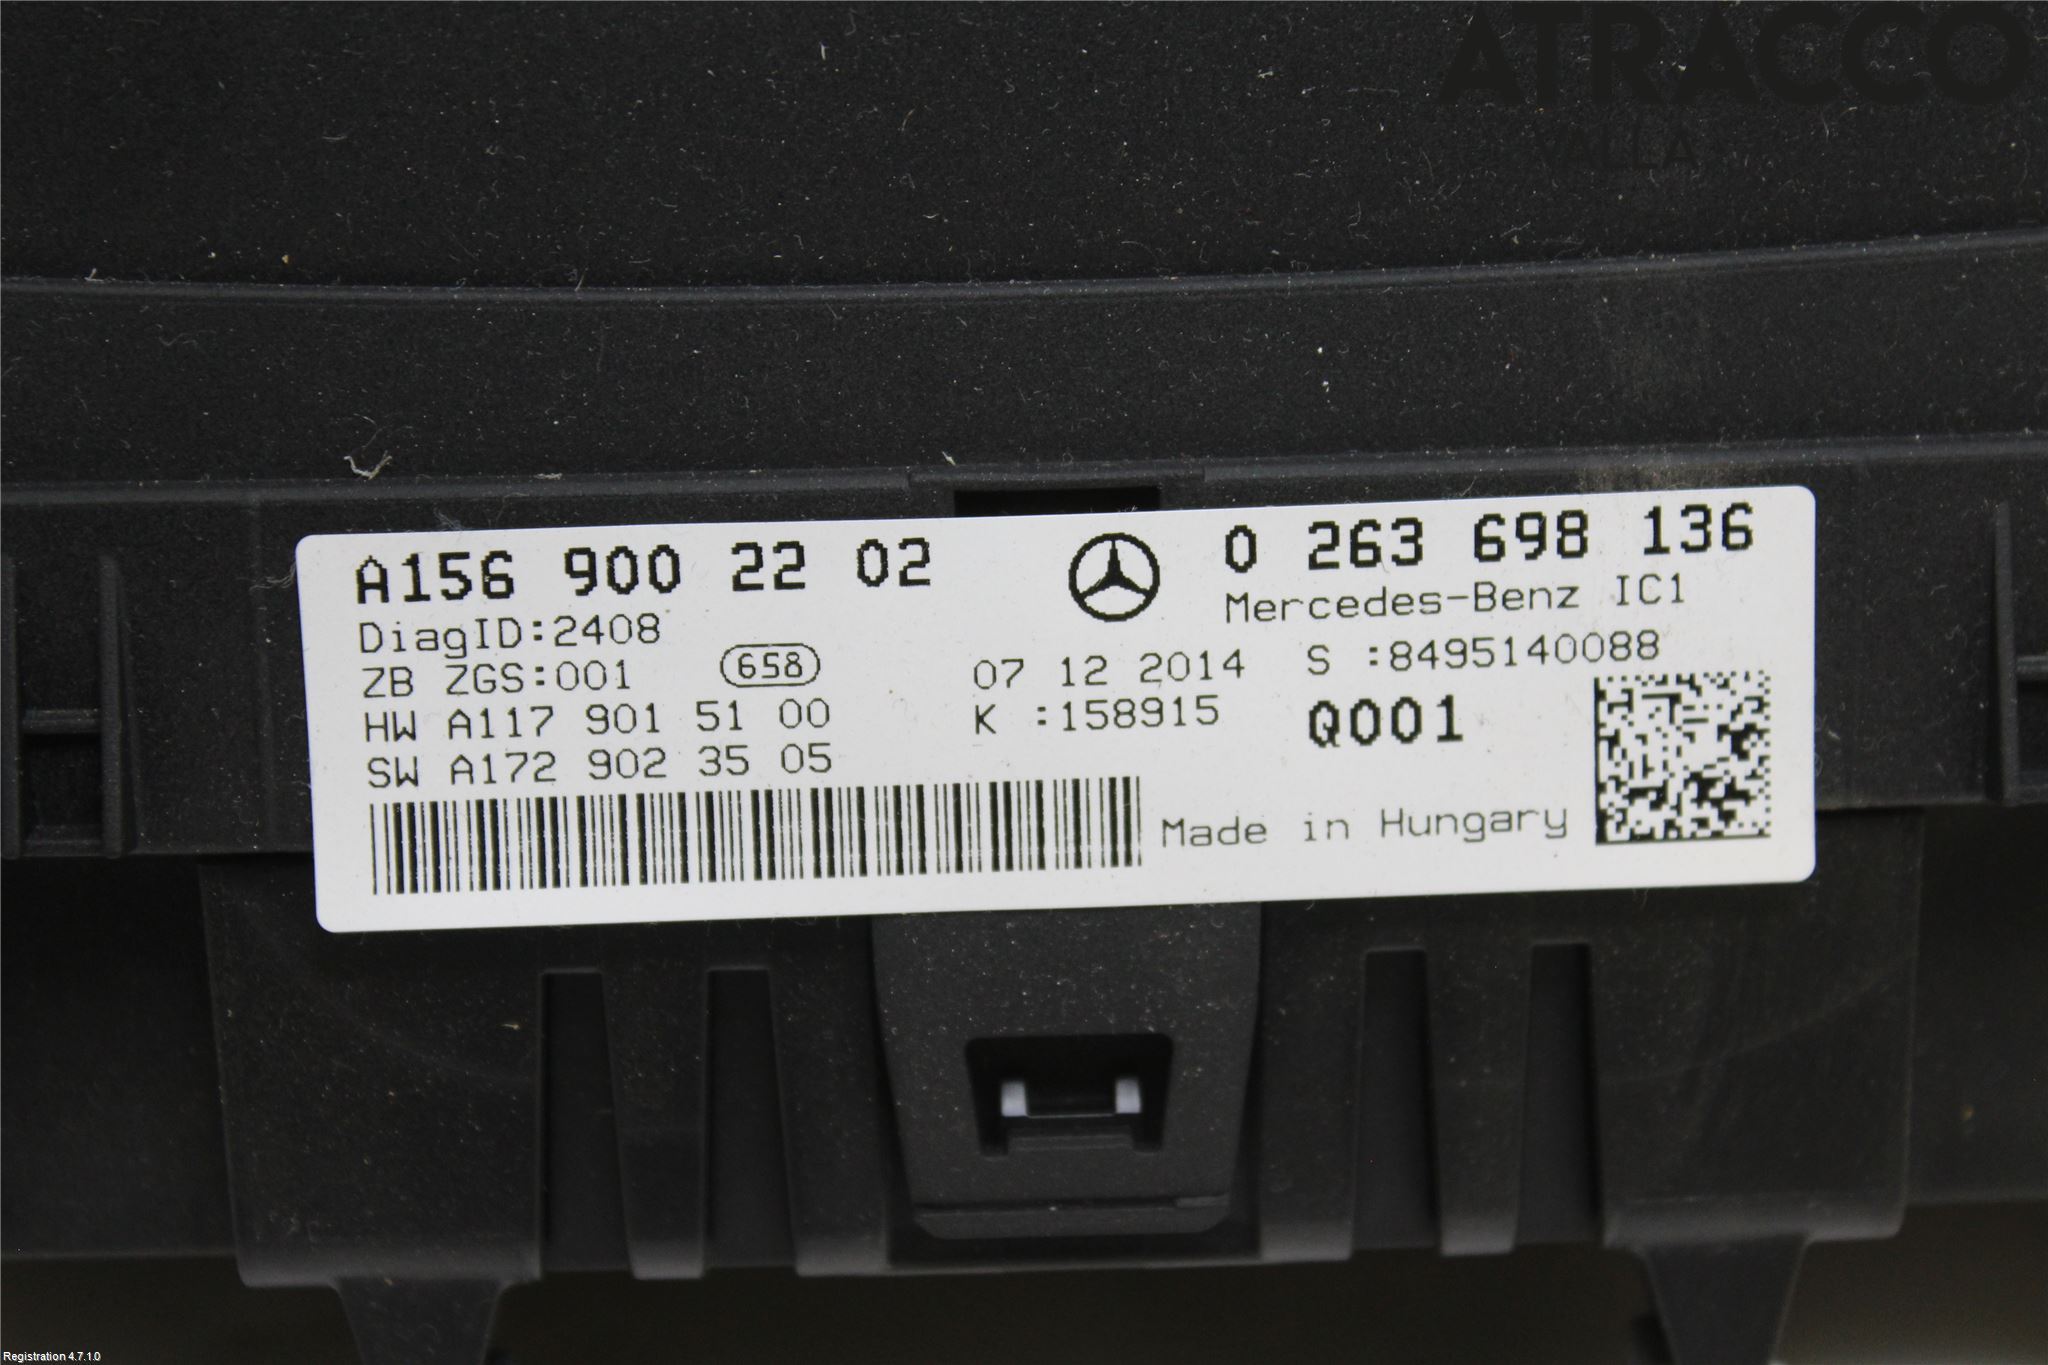 ATRACCO
VALLA
A156 900 22 02
0 263 698 136
DiagID:2408
Mercedes-Benz IC1
ZB ZGS:001
658
07 12 2014
S :8495140088
HW A117 901 51 00
K :158915
Q001
SW A172 902 35 05
Made in Hungary
Registration 4.7.1.0